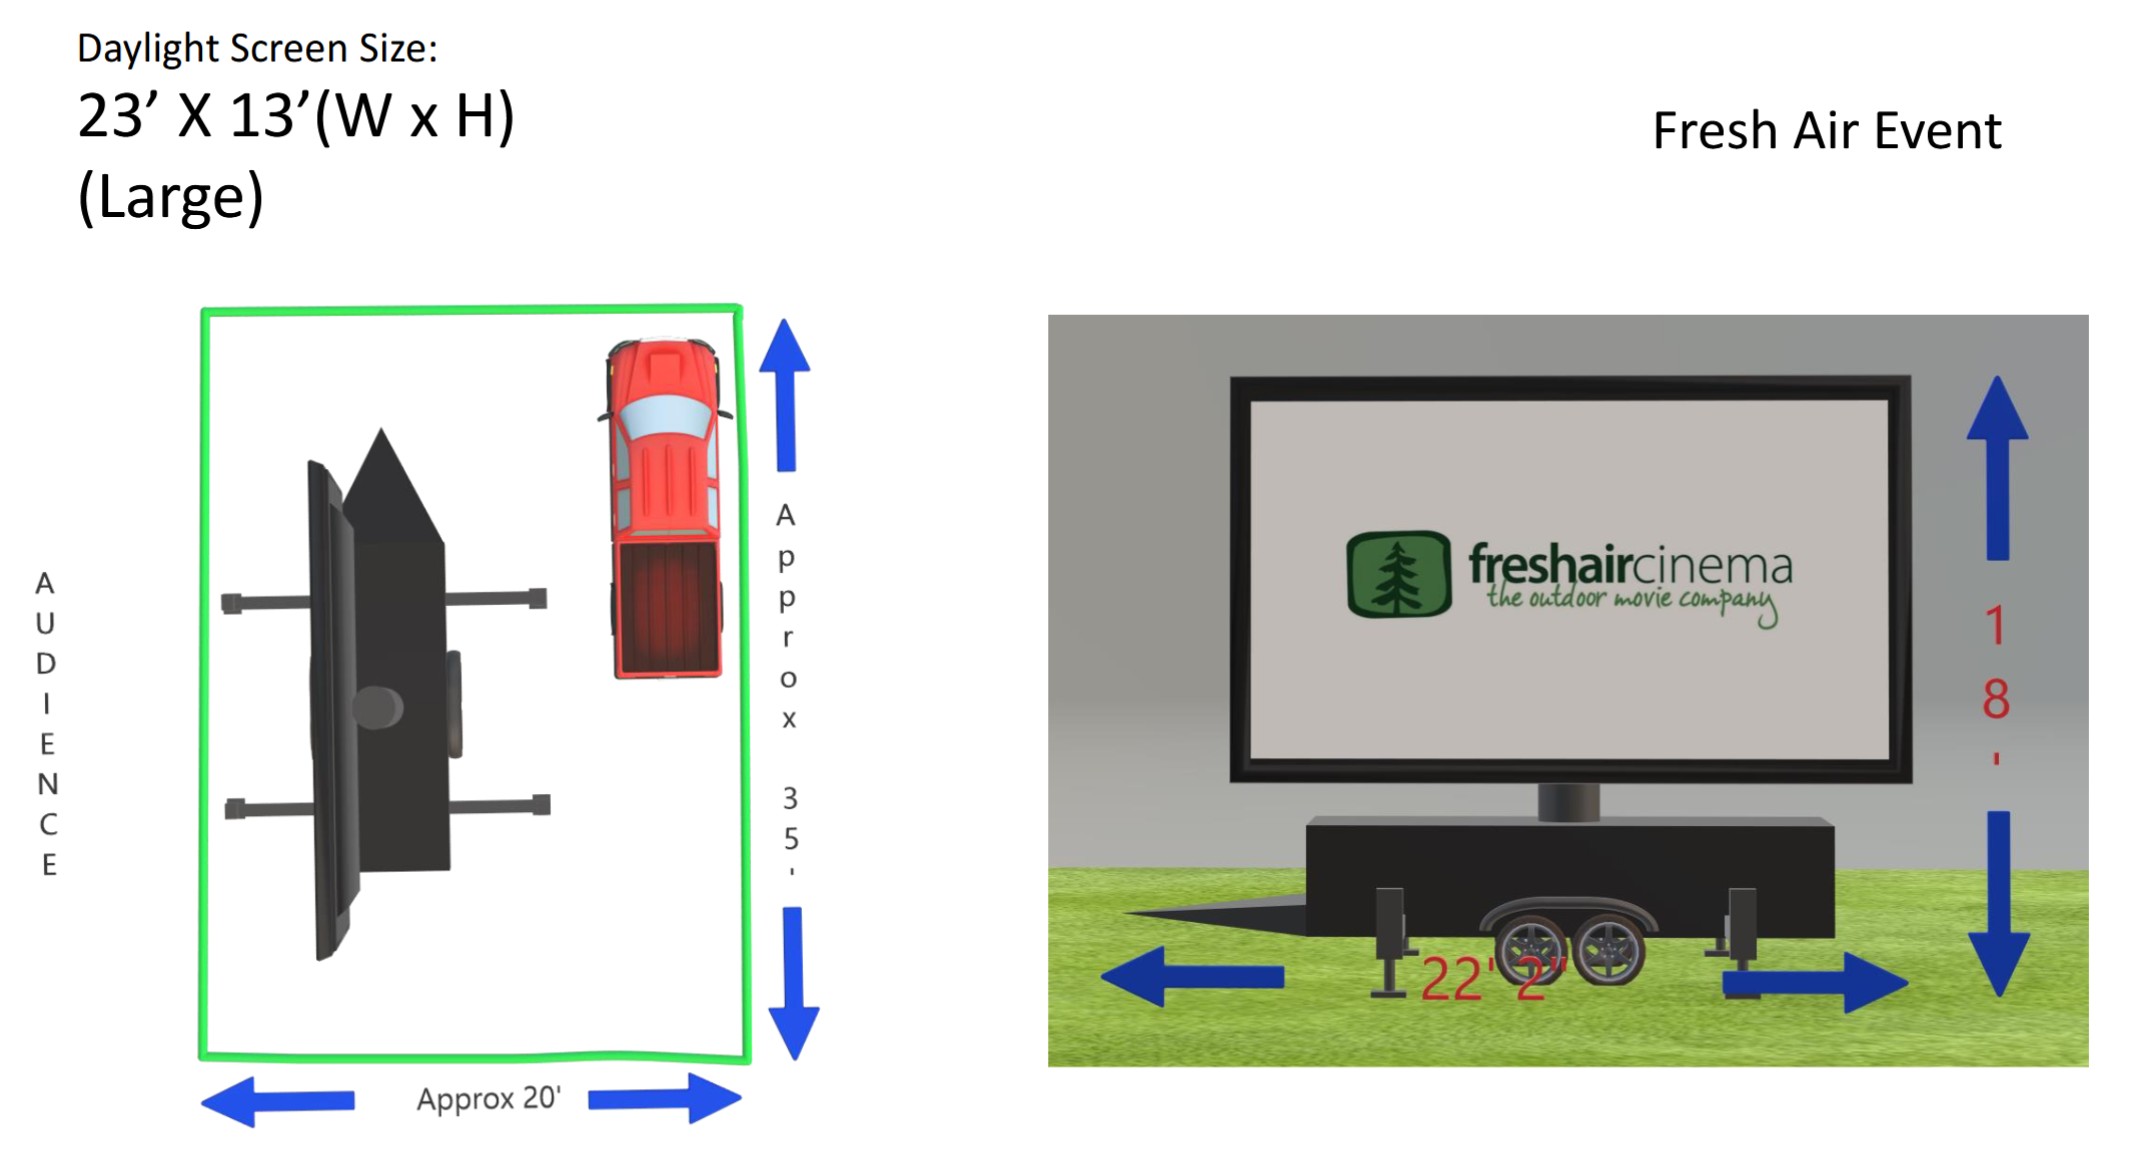 Daylight Screen Size:
23’ X 13’(W x H)
(Large)
Fresh Air Event
AUDIENCE
Approx 35'
Approx 20'
freshaircinema
the outdoor movie company
18'
22' 2"